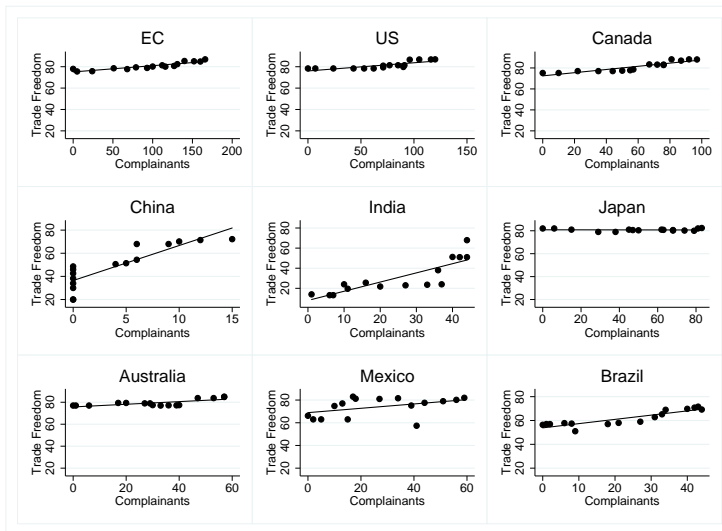 EC
Trade Freedom
20 40 60 80
0 50 100 150 200
Complainants
US
Trade Freedom
20 40 60 80
0 50 100 150
Complainants
Canada
Trade Freedom
20 40 60 80
0 20 40 60 80 100
Complainants
China
Trade Freedom
20 40 60 80
0 5 10 15
Complainants
India
Trade Freedom
20 40 60 80
0 10 20 30 40
Complainants
Japan
Trade Freedom
20 40 60 80
0 20 40 60 80
Complainants
Australia
Trade Freedom
20 40 60 80
0 20 40 60
Complainants
Mexico
Trade Freedom
20 40 60 80
0 20 40 60
Complainants
Brazil
Trade Freedom
20 40 60 80
0 10 20 30 40
Complainants